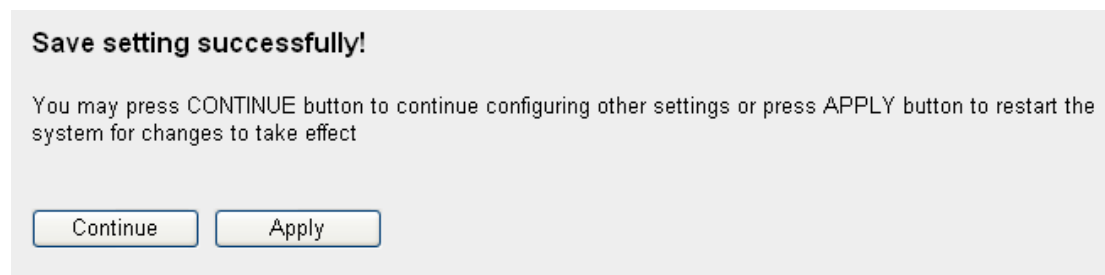 Save setting successfully!
You may press CONTINUE button to continue configuring other settings or press APPLY button to restart the
system for changes to take effect
Continue
Apply